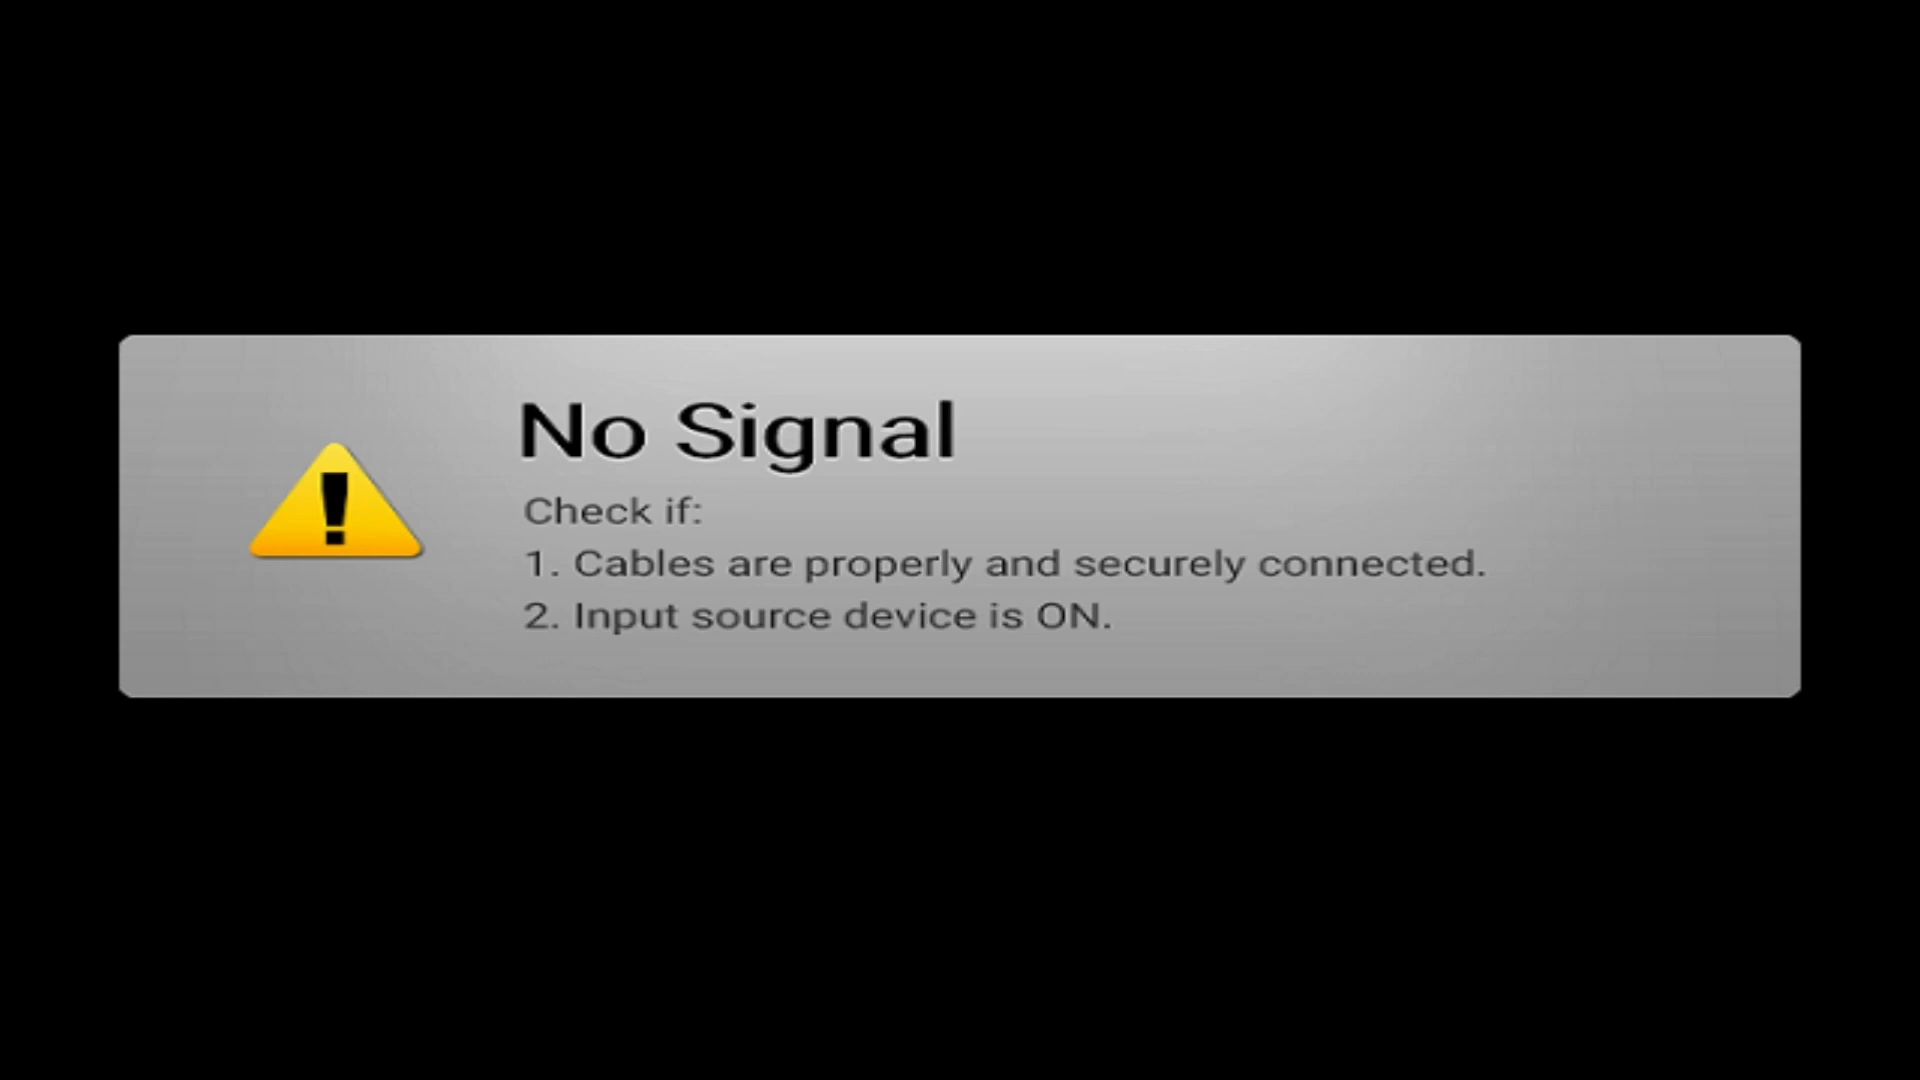 No Signal
Check if:
1. Cables are properly and securely connected.
2. Input source device is ON.